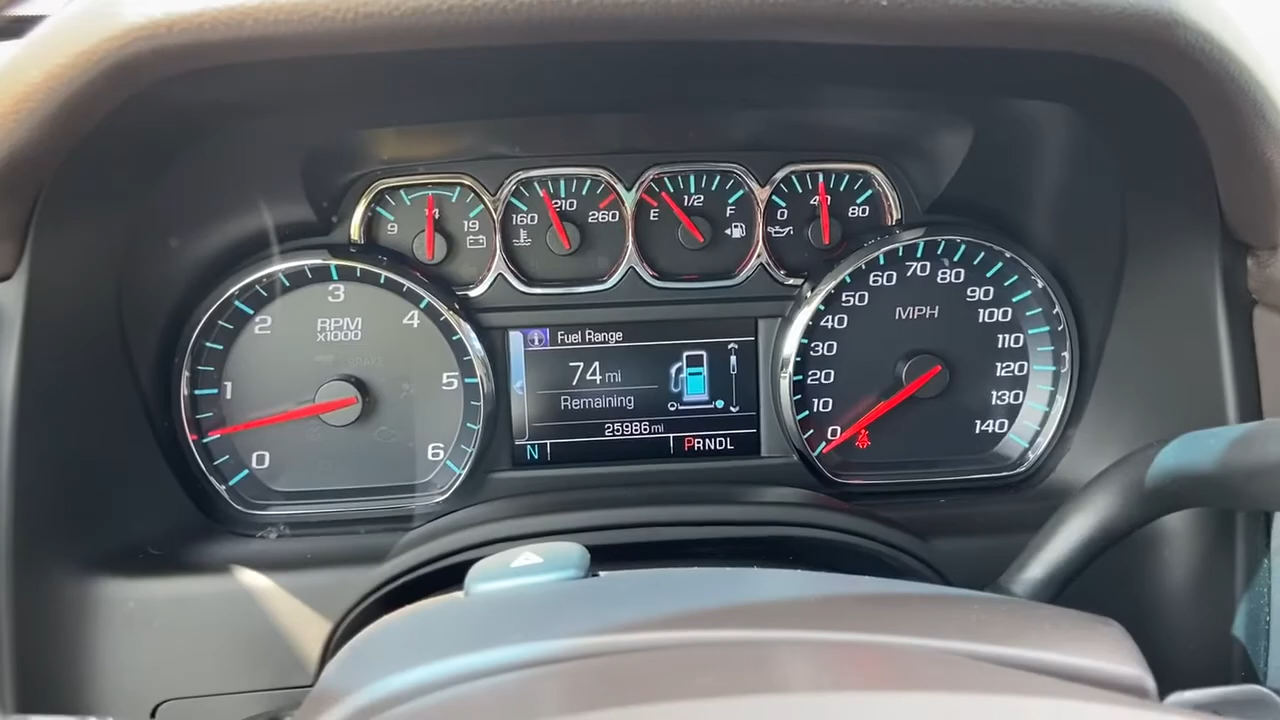 9 14 19
160 210 260
E 1/2 F
0 40 80
0 1 2 3 4 5 6
RPM
x1000
Fuel Range
74 mi
Remaining
25986 mi
N PRNDL
0 10 20 30 40 50 60 70 80 90 100 110 120 130 140
MPH